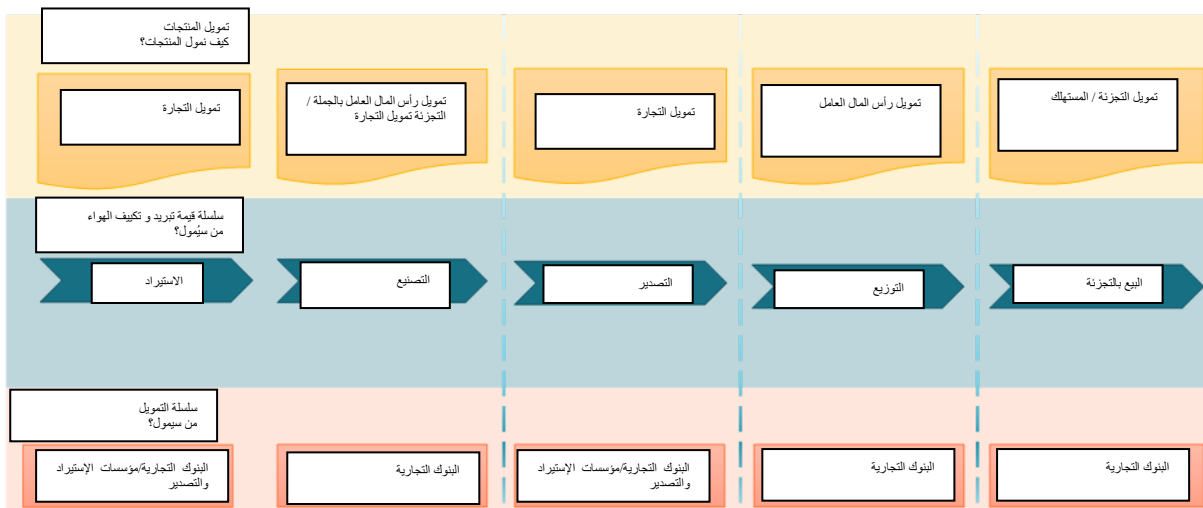 تمويل المنتجات
كيف نمول المنتجات؟
تمويل التجارة
تمويل رأس المال العامل بالجملة /
التجزئة تمويل التجارة
تمويل التجارة
تمويل رأس المال العامل
تمويل التجزئة / المستهلك
سلسلة قيمة تبريد و تكييف الهواء
من سيُمول؟
الاستيراد
التصنيع
التصدير
التوزيع
البيع بالتجزئة
سلسلة التمويل
من سيمول؟
البنوك التجارية/مؤسسات الإستيراد
والتصدير
البنوك التجارية
البنوك التجارية/مؤسسات الإستيراد
والتصدير
البنوك التجارية
البنوك التجارية